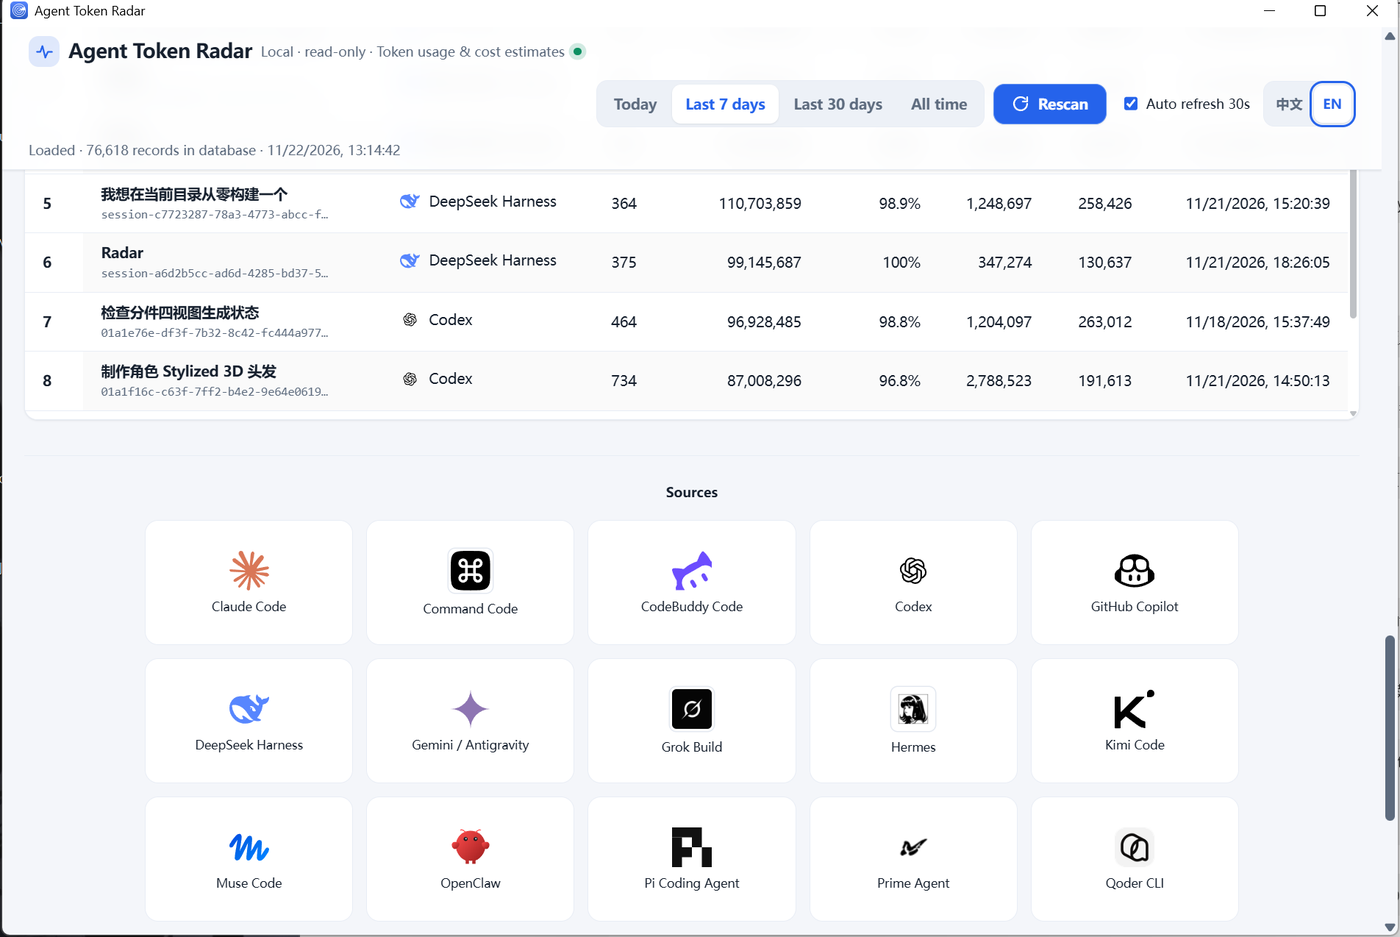 Agent Token Radar
Agent Token Radar Local · read-only · Token usage & cost estimates
Today Last 7 days Last 30 days All time Rescan Auto refresh 30s 中文 EN
Loaded · 76,618 records in database · 11/22/2026, 13:14:42
5 我想在当前目录从零构建一个 DeepSeek Harness 364 110,703,859 98.9% 1,248,697 258,426 11/21/2026, 15:20:39
session-c7723287-78a3-4773-abcc-f…
6 Radar DeepSeek Harness 375 99,145,687 100% 347,274 130,637 11/21/2026, 18:26:05
session-a6d2b5cc-ad6d-4285-bd37-5…
7 检查分件四视图生成状态 Codex 464 96,928,485 98.8% 1,204,097 263,012 11/18/2026, 15:37:49
01a1e76e-df3f-7b32-8c42-fc444a977…
8 制作角色 Stylized 3D 头发 Codex 734 87,008,296 96.8% 2,788,523 191,613 11/21/2026, 14:50:13
01a1f16c-c63f-7ff2-b4e2-9e64e0619…
Sources
Claude Code Command Code CodeBuddy Code Codex GitHub Copilot
DeepSeek Harness Gemini / Antigravity Grok Build Hermes Kimi Code
Muse Code OpenClaw Pi Coding Agent Prime Agent Qoder CLI